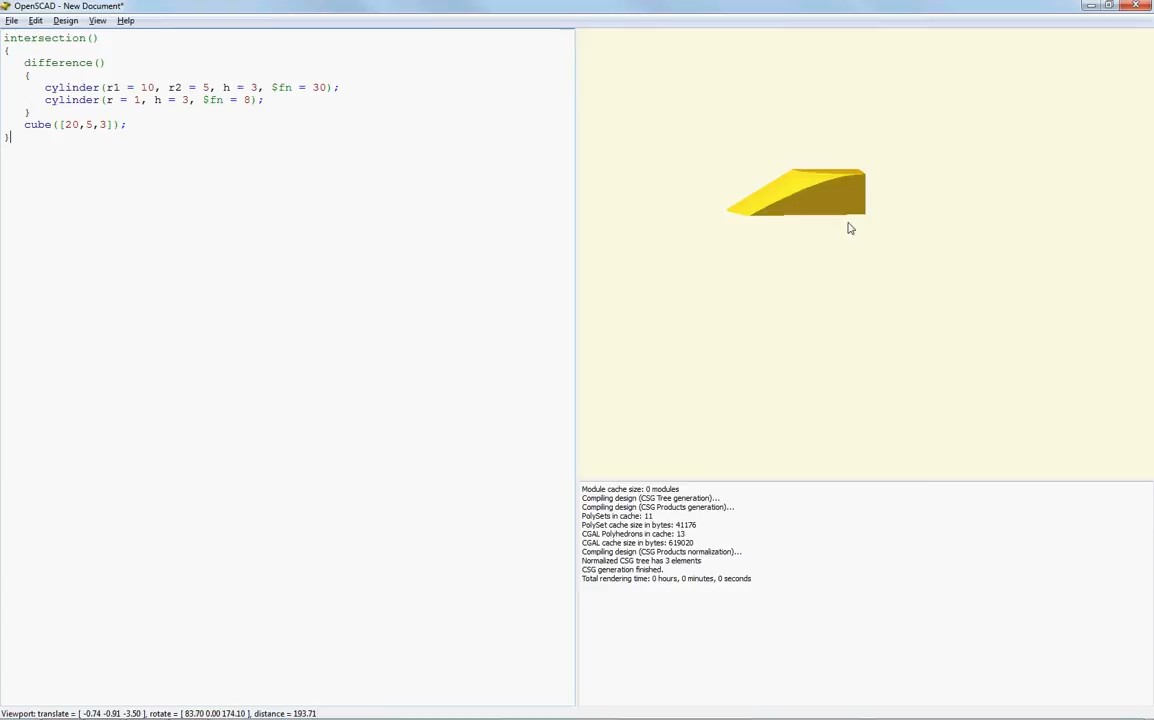 OpenSCAD - New Document*
File Edit Design View Help
intersection()
{
difference()
{
cylinder(r1 = 10, r2 = 5, h = 3, $fn = 30);
cylinder(r = 1, h = 3, $fn = 8);
}
cube([20,5,3]);
}
Module cache size: 0 modules
Compiling design (CSG Tree generation)...
Compiling design (CSG Products generation)...
PolySets in cache: 11
PolySet cache size in bytes: 41176
CGAL Polyhedrons in cache: 13
CGAL cache size in bytes: 619020
Compiling design (CSG Products normalization)...
Normalized CSG tree has 3 elements
CSG generation finished.
Total rendering time: 0 hours, 0 minutes, 0 seconds
Viewport: translate = [ -0.74 -0.91 -3.50 ], rotate = [ 83.70 0.00 174.10 ], distance = 193.71